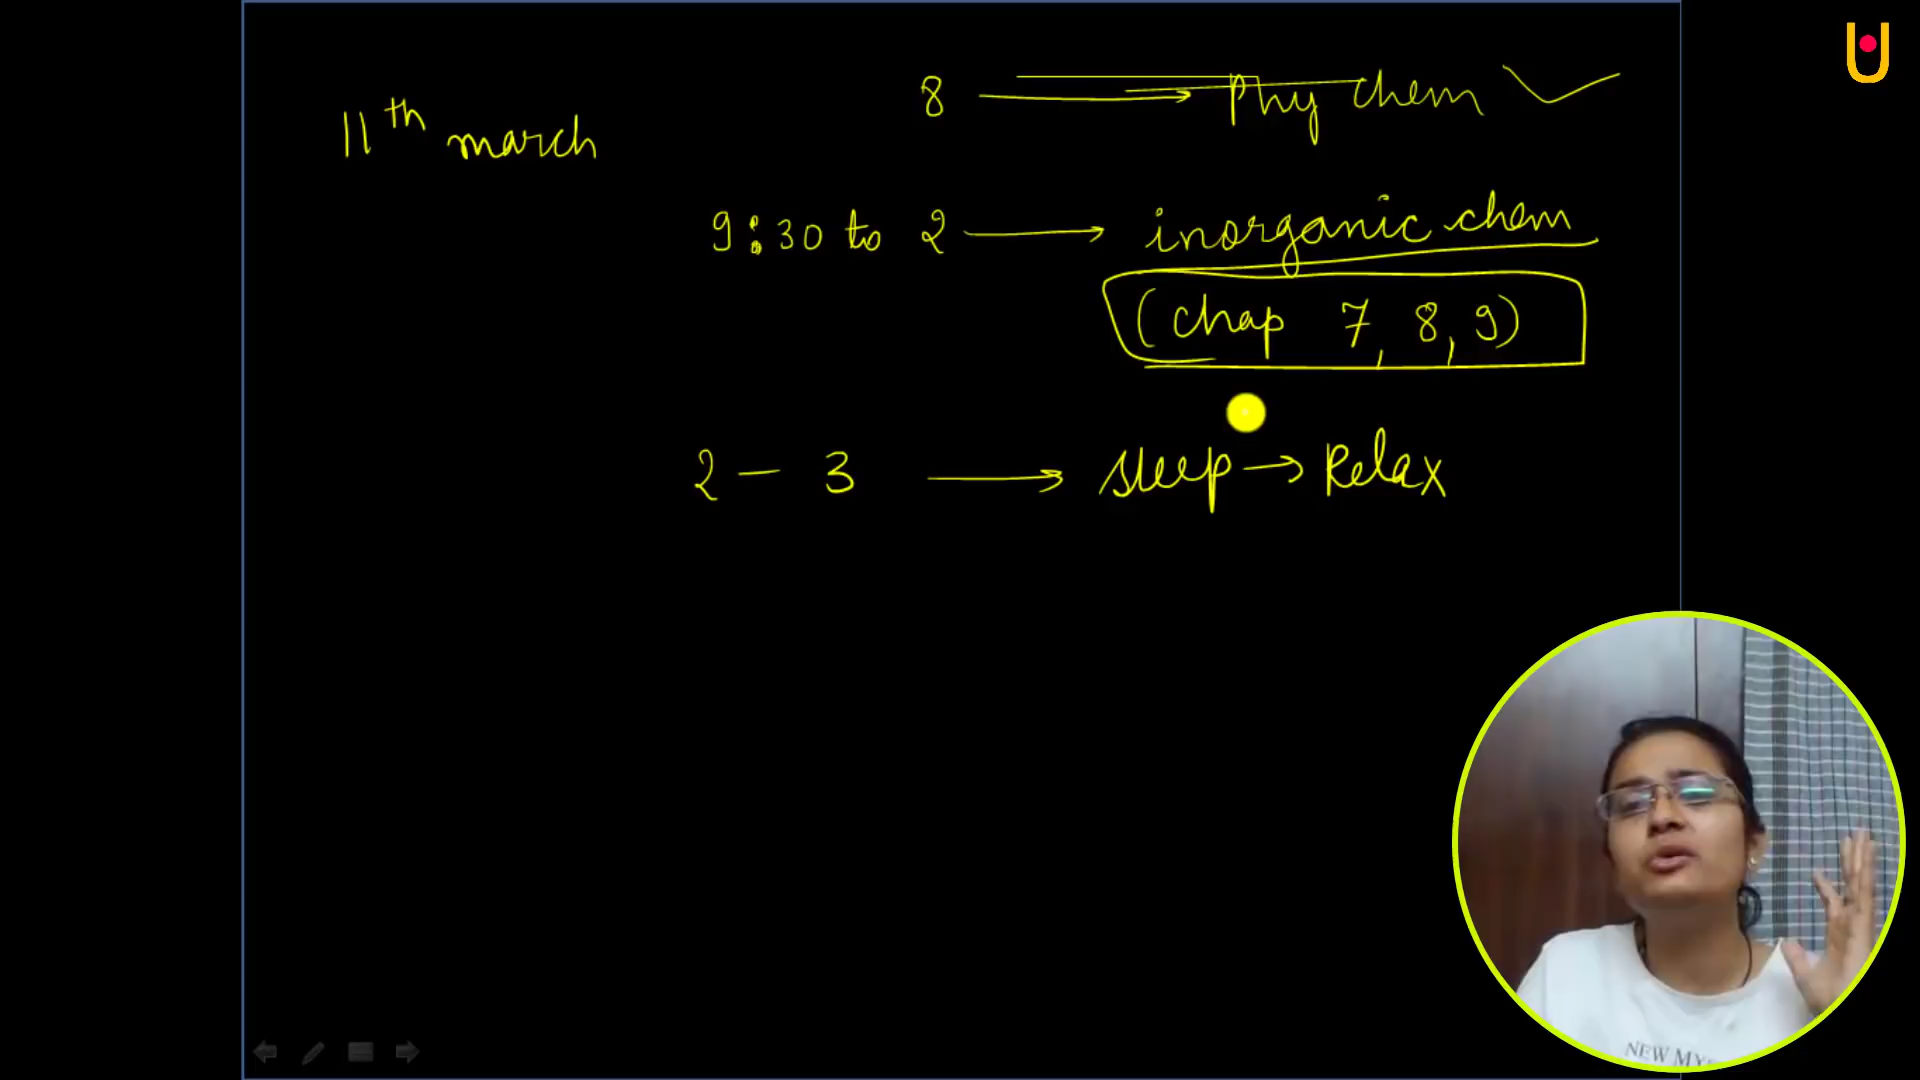 8 → Phy chem ✓
11th march
9:30 to 2 → inorganic chem
(chap 7, 8, 9)
2 - 3 → sleep → Relax
NEW MY